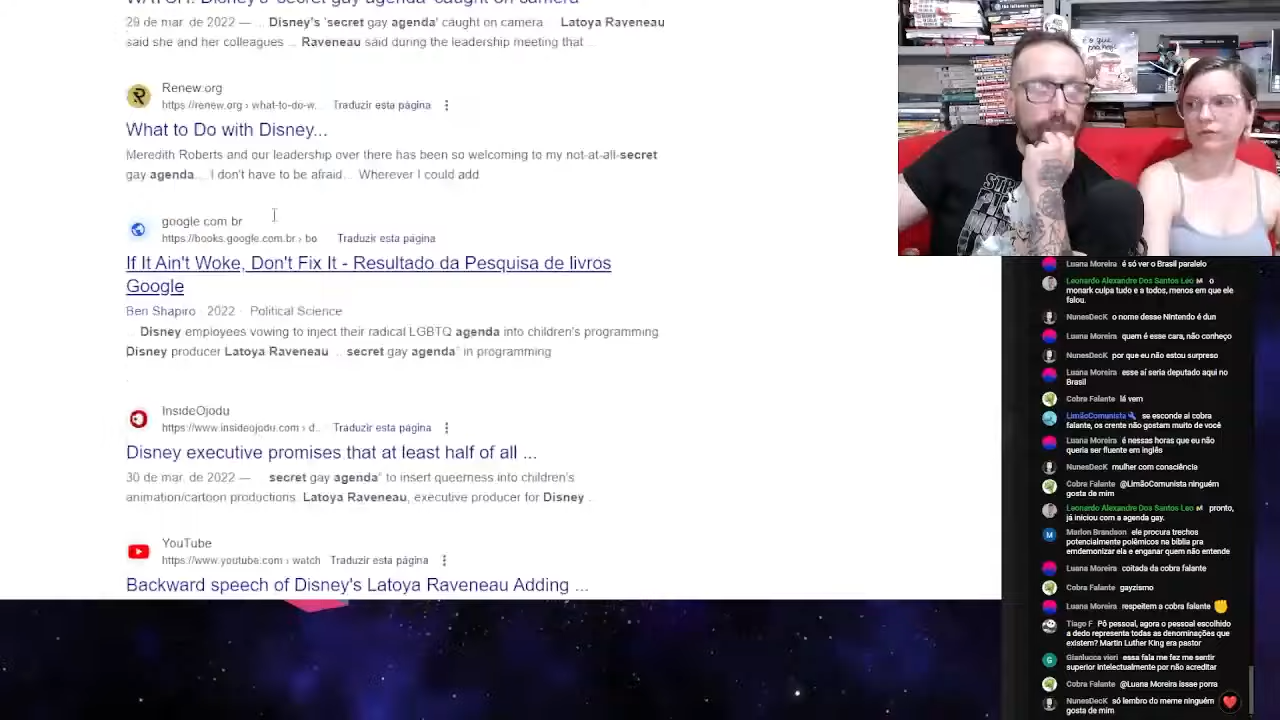 WATCH: Disney's 'secret gay agenda' caught on camera
29 de mar. de 2022 — ... Disney's 'secret gay agenda' caught on camera ... Latoya Raveneau
said she and her colleagues ... Raveneau said during the leadership meeting that ...
Renew.org
https://renew.org › what-to-do-w... Traduzir esta página
What to Do with Disney...
Meredith Roberts and our leadership over there has been so welcoming to my not-at-all-secret
gay agenda... I don't have to be afraid... Wherever I could add
google.com.br
https://books.google.com.br › bo... Traduzir esta página
If It Ain't Woke, Don't Fix It - Resultado da Pesquisa de livros
Google
Ben Shapiro · 2022 · Political Science
... Disney employees vowing to inject their radical LGBTQ agenda into children's programming
Disney producer Latoya Raveneau ... secret gay agenda" in programming
InsideOjodu
https://www.insideojodu.com › d... Traduzir esta página
Disney executive promises that at least half of all ...
30 de mar. de 2022 — ... secret gay agenda" to insert queerness into children's
animation/cartoon productions. Latoya Raveneau, executive producer for Disney ...
YouTube
https://www.youtube.com › watch Traduzir esta página
Backward speech of Disney's Latoya Raveneau Adding ...
é o que
pra hoje
Luana Moreira é só ver o Brasil paralelo
Leonardo Alexandre Dos Santos Leo o
monark culpa tudo e a todos, menos em que ele
falou.
NunesDecK o nome desse Nintendo é dun
Luana Moreira quem é esse cara, não conheço
NunesDecK por que eu não estou surpreso
Luana Moreira esse aí seria deputado aqui no
Brasil
Cobra Falante lá vem
LimãoComunista se esconde ai cobra
falante, os crente não gostam muito de você
Luana Moreira é nessas horas que eu não
queria ser fluente em inglês
NunesDecK mulher com consciência
Cobra Falante @LimãoComunista ninguém
gosta de mim
Leonardo Alexandre Dos Santos Leo pronto,
já iniciou com a agenda gay.
Marlon Brandson ele procura trechos
potencialmente polêmicos na biblia pra
emdemonizar ela e enganar quem não entende
Luana Moreira coitada da cobra falante
Cobra Falante gayzismo
Luana Moreira respeitem a cobra falante ✊
Tiago F Pô pessoal, agora o pessoal escolhido
a dedo representa todas as denominações que
existem? Martin Luther King era pastor
Gianlucca vieri essa fala me fez me sentir
superior intelectualmente por não acreditar
Cobra Falante @Luana Moreira issae porra
NunesDecK só lembro do meme ninguém
gosta de mim